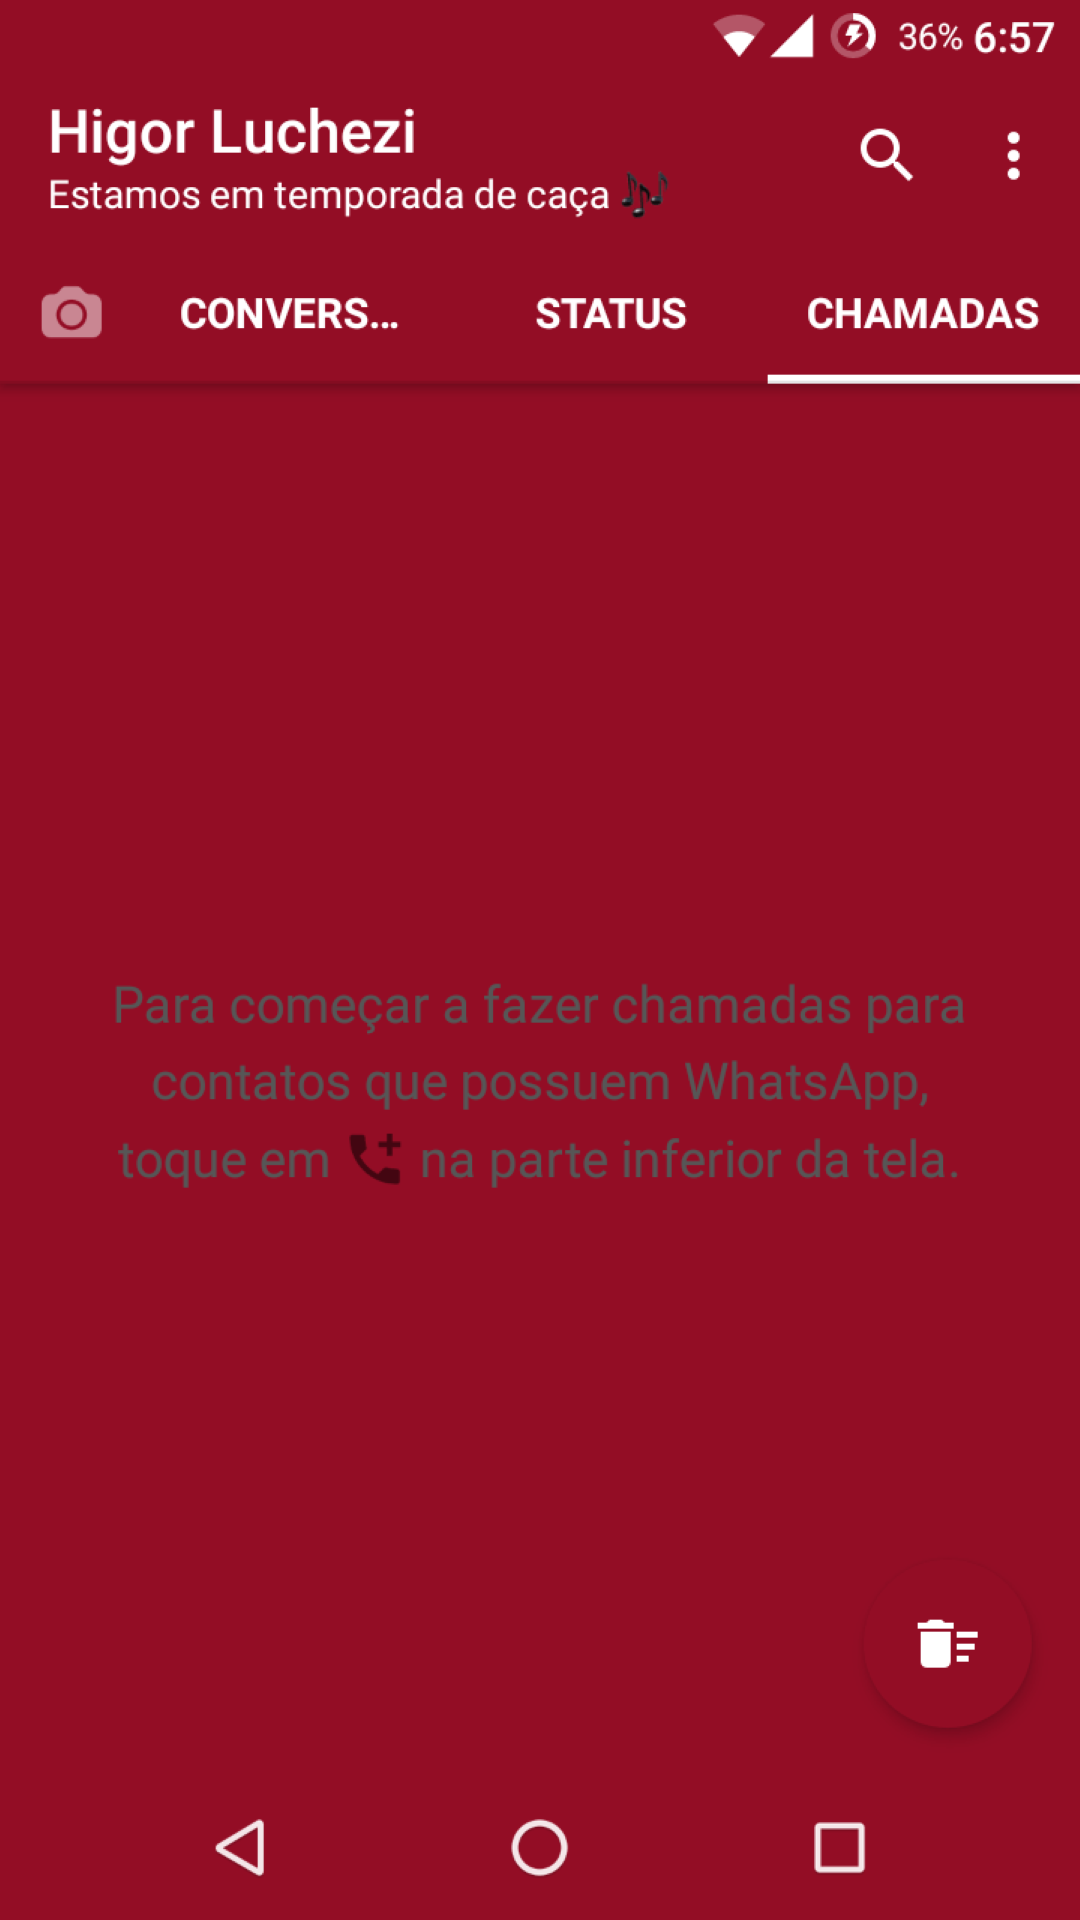 36% 6:57
Higor Luchezi
Estamos em temporada de caça 🎶
CONVERS... STATUS CHAMADAS
Para começar a fazer chamadas para
contatos que possuem WhatsApp,
toque em na parte inferior da tela.